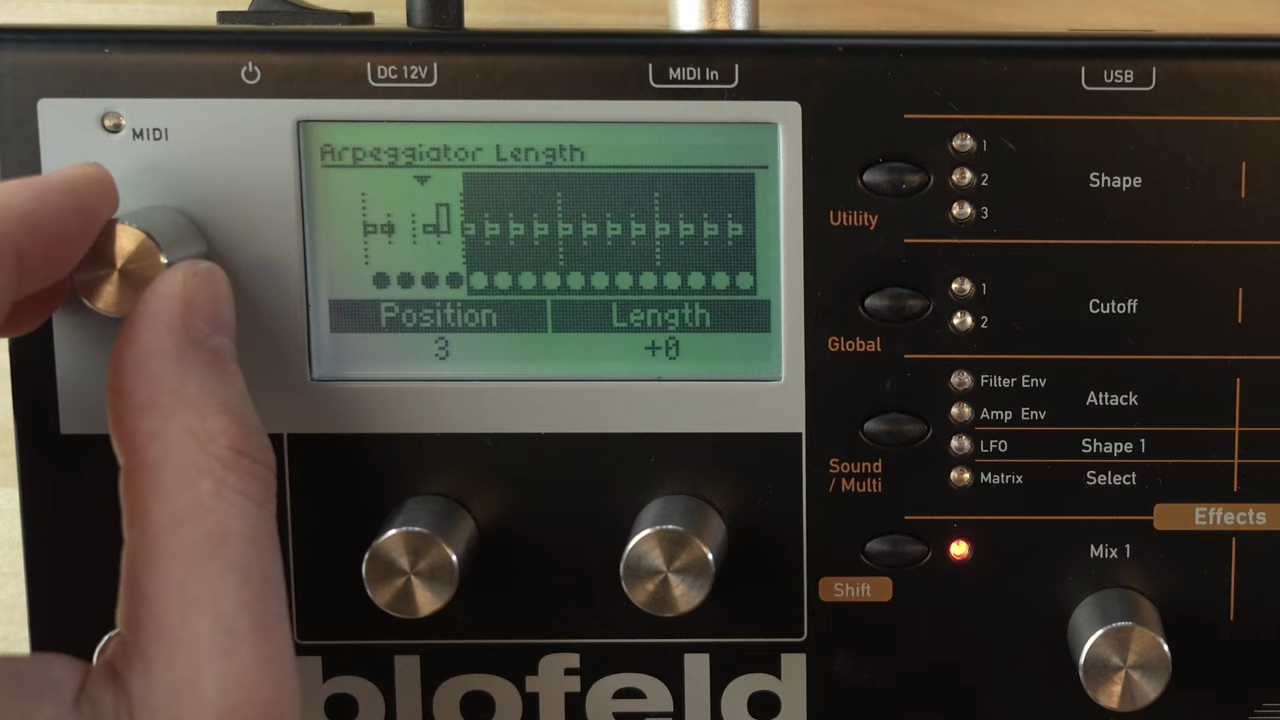 DC 12V
MIDI In
USB
MIDI
Arpeggiator Length
Position
Length
3
+0
1
2
3
Shape
Utility
1
2
Cutoff
Global
Filter Env
Attack
Amp Env
LFO
Shape 1
Matrix
Select
Sound
/ Multi
Effects
Mix 1
Shift
blofeld